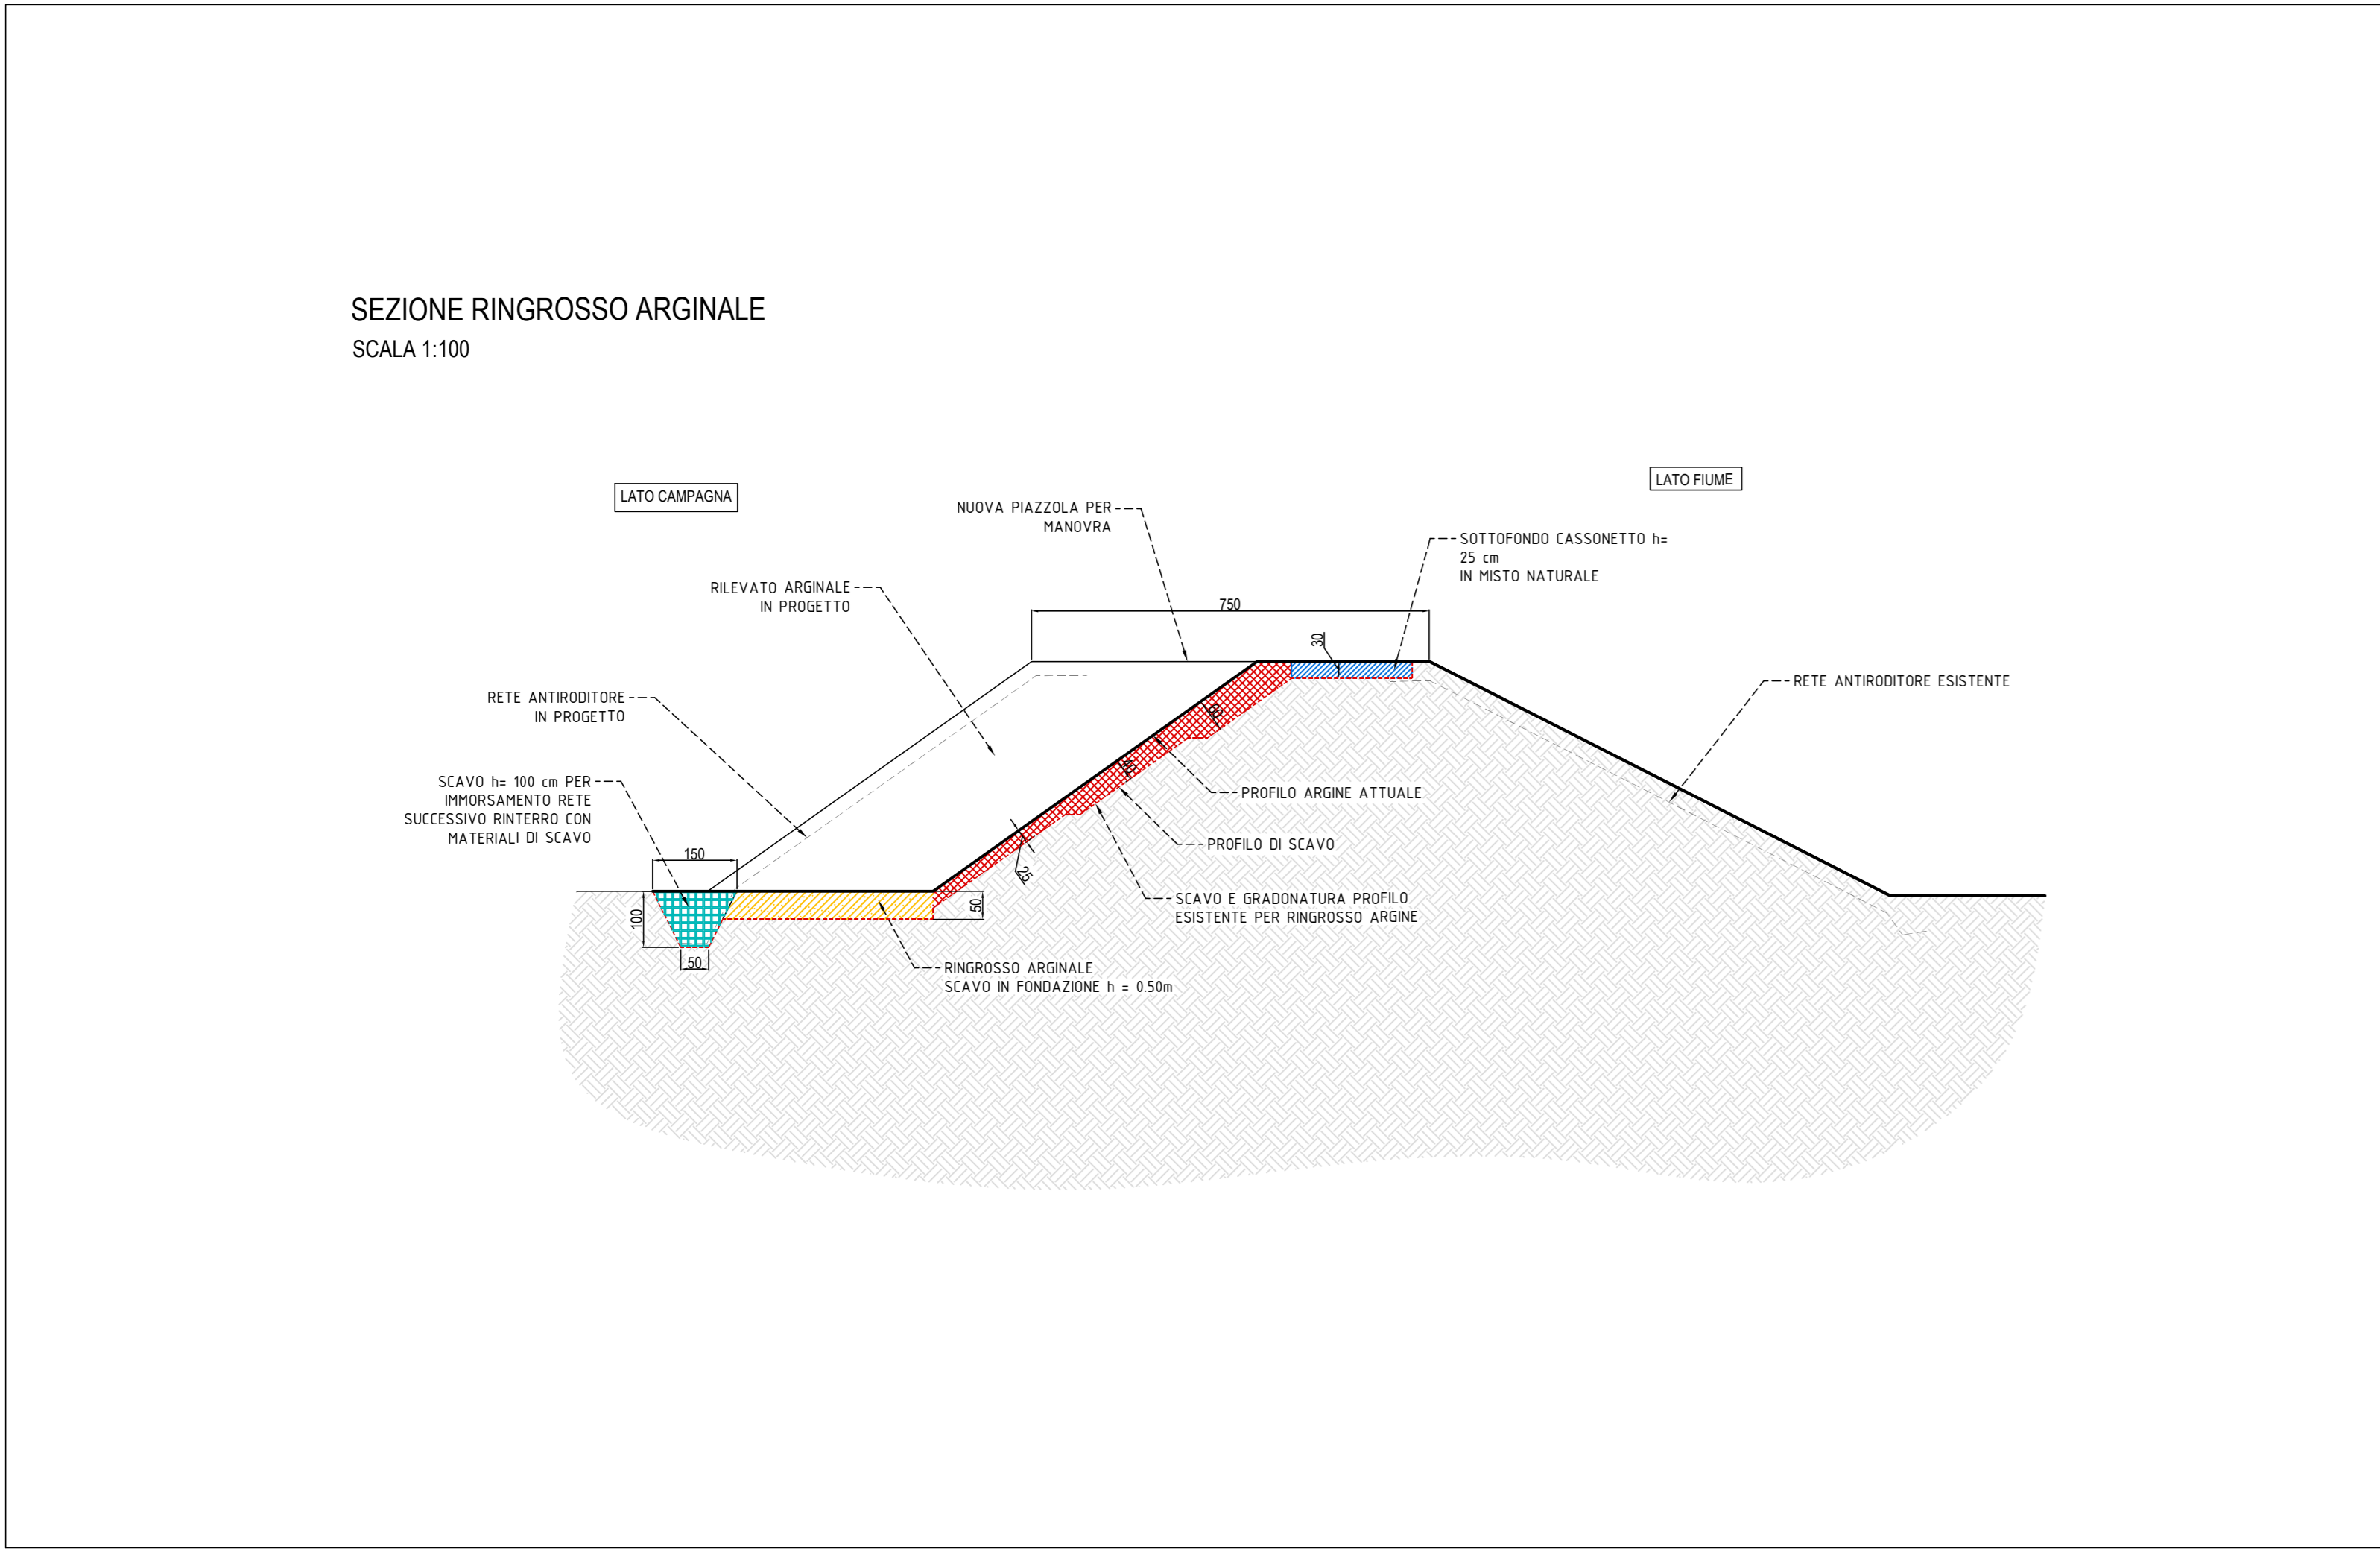 SEZIONE RINGROSSO ARGINALE
SCALA 1:100
LATO CAMPAGNA
LATO FIUME
NUOVA PIAZZOLA PER
MANOVRA
SOTTOFONDO CASSONETTO h=
25 cm
IN MISTO NATURALE
RILEVATO ARGINALE
IN PROGETTO
750
30
RETE ANTIRODITORE
IN PROGETTO
RETE ANTIRODITORE ESISTENTE
SCAVO h= 100 cm PER
IMMORSAMENTO RETE
SUCCESSIVO RINTERRO CON
MATERIALI DI SCAVO
PROFILO ARGINE ATTUALE
PROFILO DI SCAVO
150
25
100
50
50
SCAVO E GRADONATURA PROFILO
ESISTENTE PER RINGROSSO ARGINE
RINGROSSO ARGINALE
SCAVO IN FONDAZIONE h = 0.50m